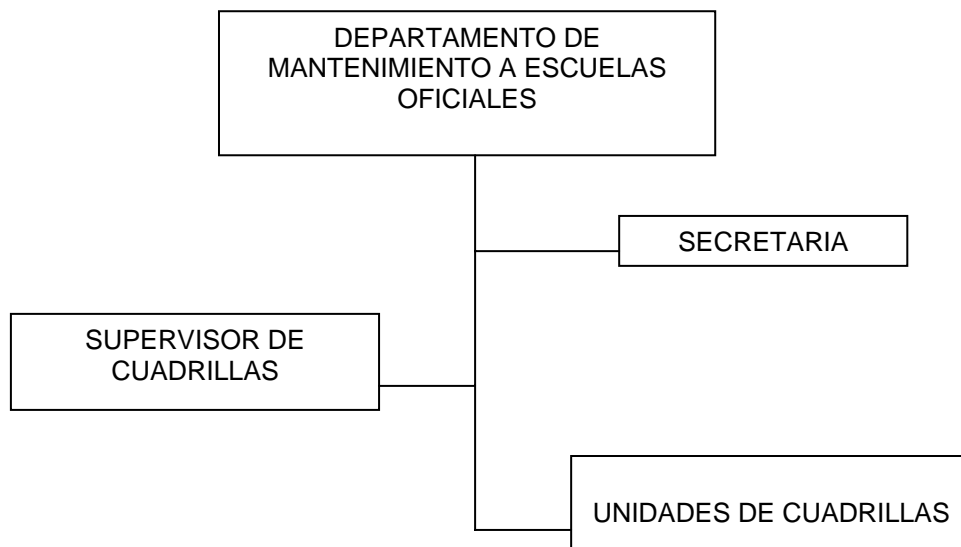 DEPARTAMENTO DE
MANTENIMIENTO A ESCUELAS
OFICIALES
SECRETARIA
SUPERVISOR DE
CUADRILLAS
UNIDADES DE CUADRILLAS